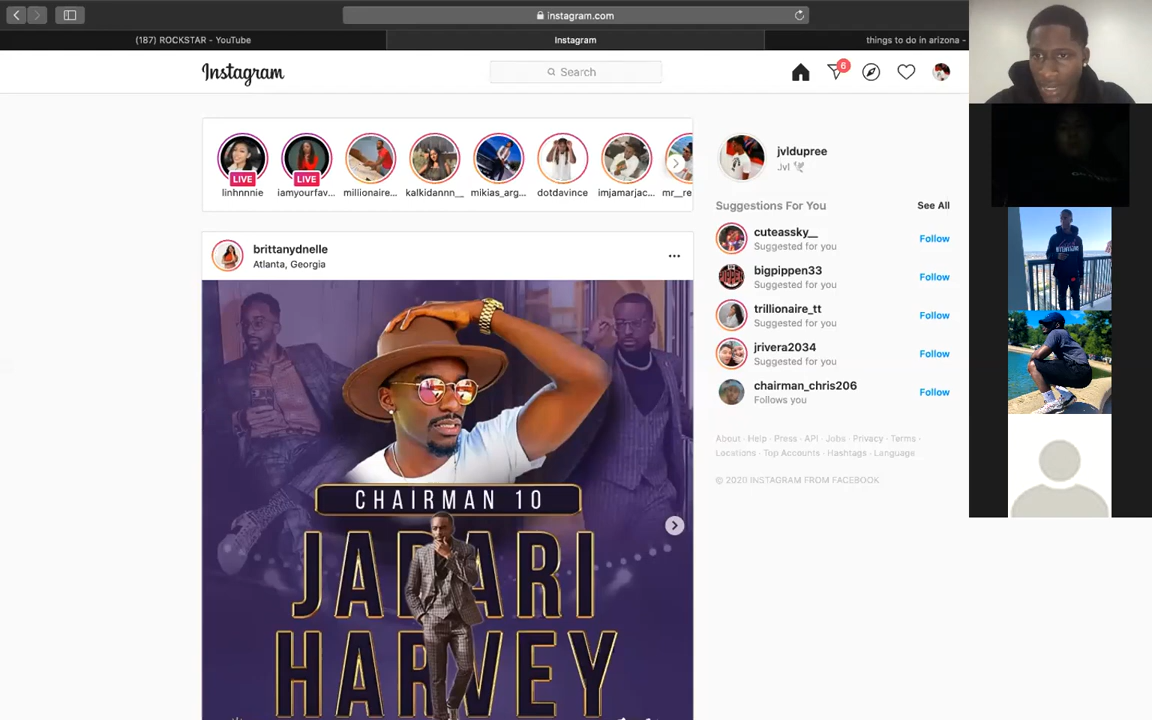 instagram.com
(187) ROCKSTAR - YouTube
Instagram
things to do in arizona -
Instagram
Search
6
LIVE
LIVE
linhnnnie
iamyourfav...
millionaire...
kalkidannn__
mikias_arg...
dotdavince
imjamarjac...
mr__re
jvldupree
Jvl
Suggestions For You
See All
cuteassky__
Suggested for you
Follow
bigpippen33
Suggested for you
Follow
trillionaire_tt
Suggested for you
Follow
jrivera2034
Suggested for you
Follow
chairman_chris206
Follows you
Follow
About · Help · Press · API · Jobs · Privacy · Terms ·
Locations · Top Accounts · Hashtags · Language
© 2020 INSTAGRAM FROM FACEBOOK
brittanydnelle
Atlanta, Georgia
CHAIRMAN 10
JABARI
HARVEY